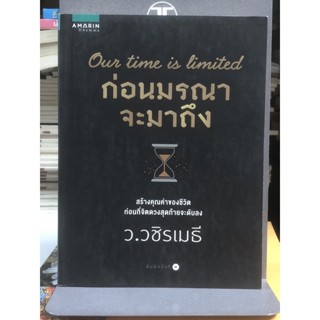 AMARIN
DHARMA
Our time is limited
ก่อนมรณา
จะมาถึง
สร้างคุณค่าของชีวิต
ก่อนที่จิตดวงสุดท้ายจะดับลง
ว.วชิรเมธี